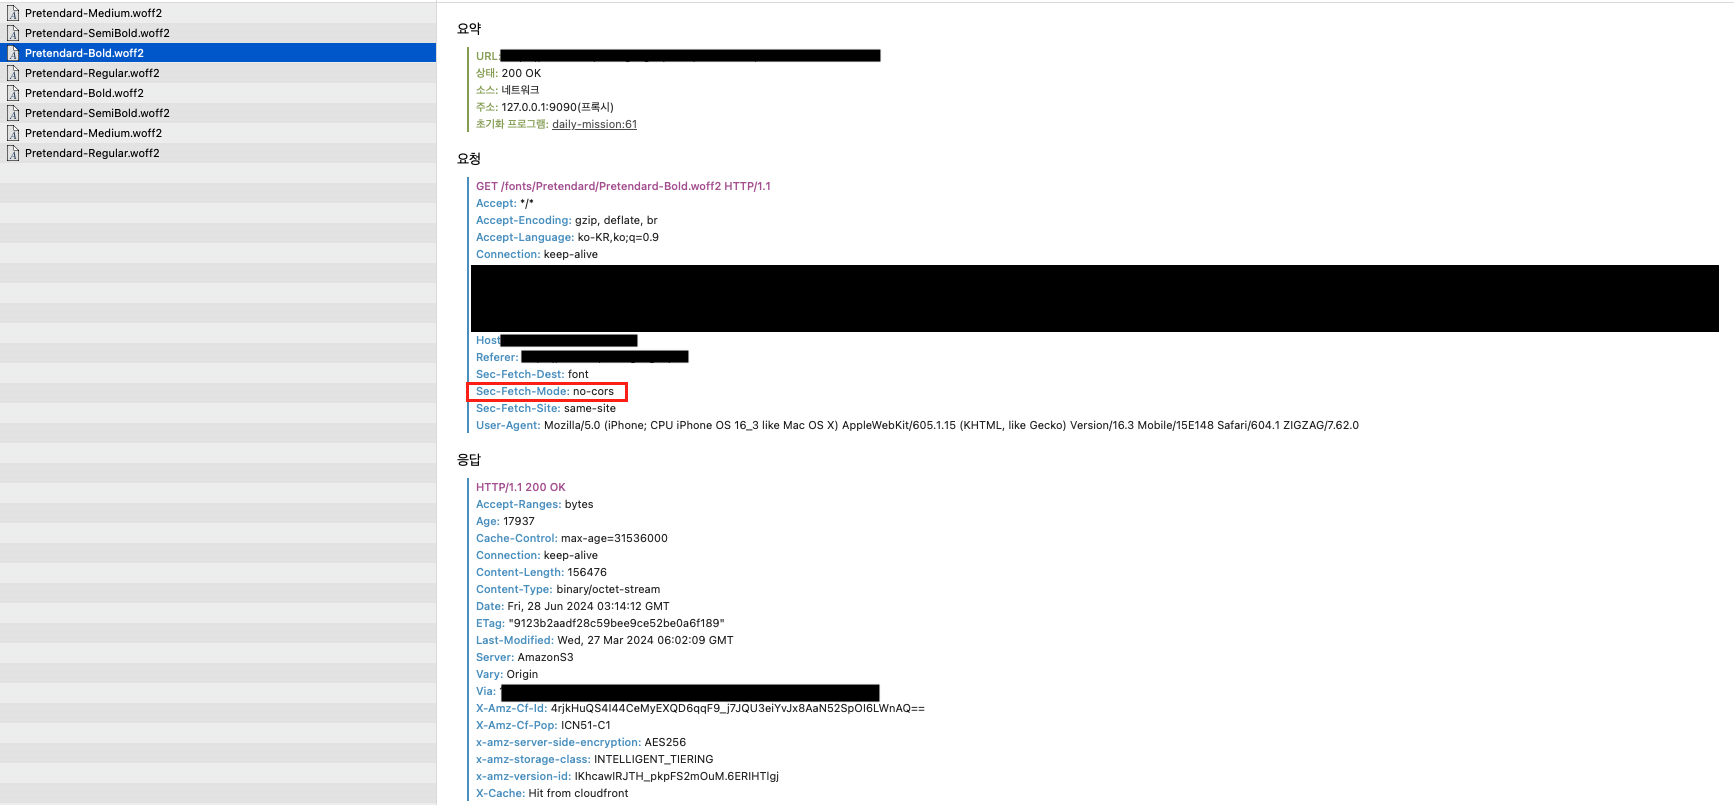 Pretendard-Medium.woff2
Pretendard-SemiBold.woff2
Pretendard-Bold.woff2
Pretendard-Regular.woff2
Pretendard-Bold.woff2
Pretendard-SemiBold.woff2
Pretendard-Medium.woff2
Pretendard-Regular.woff2
요약
URL:
상태: 200 OK
소스: 네트워크
주소: 127.0.0.1:9090(프록시)
초기화 프로그램: daily-mission:61
요청
GET /fonts/Pretendard/Pretendard-Bold.woff2 HTTP/1.1
Accept: */*
Accept-Encoding: gzip, deflate, br
Accept-Language: ko-KR,ko;q=0.9
Connection: keep-alive
Host
Referer:
Sec-Fetch-Dest: font
Sec-Fetch-Mode: no-cors
Sec-Fetch-Site: same-site
User-Agent: Mozilla/5.0 (iPhone; CPU iPhone OS 16_3 like Mac OS X) AppleWebKit/605.1.15 (KHTML, like Gecko) Version/16.3 Mobile/15E148 Safari/604.1 ZIGZAG/7.62.0
응답
HTTP/1.1 200 OK
Accept-Ranges: bytes
Age: 17937
Cache-Control: max-age=31536000
Connection: keep-alive
Content-Length: 156476
Content-Type: binary/octet-stream
Date: Fri, 28 Jun 2024 03:14:12 GMT
ETag: "9123b2aadf28c59bee9ce52be0a6f189"
Last-Modified: Wed, 27 Mar 2024 06:02:09 GMT
Server: AmazonS3
Vary: Origin
Via:
X-Amz-Cf-Id: 4rjkHuQS4I44CeMyEXQD6qqF9_j7JQU3eiYvJx8AaN52SpOI6LWnAQ==
X-Amz-Cf-Pop: ICN51-C1
x-amz-server-side-encryption: AES256
x-amz-storage-class: INTELLIGENT_TIERING
x-amz-version-id: IKhcawIRJTH_pkpFS2mOuM.6ERIHTIgj
X-Cache: Hit from cloudfront